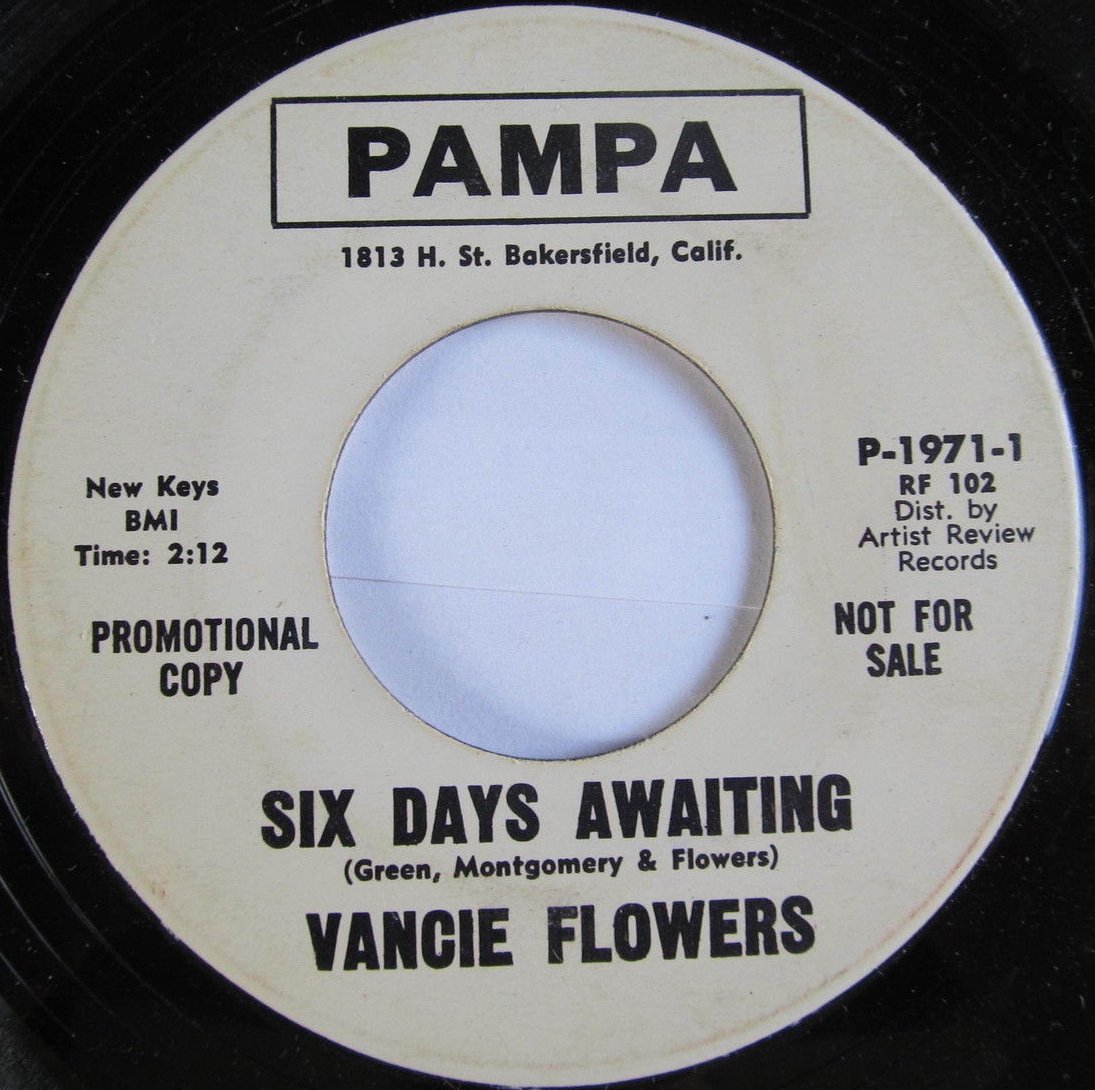 PAMPA
1813 H. St. Bakersfield, Calif.
New Keys
BMI
Time: 2:12
PROMOTIONAL
COPY
P-1971-1
RF 102
Dist. by
Artist Review
Records
NOT FOR
SALE
SIX DAYS AWAITING
(Green, Montgomery & Flowers)
VANCIE FLOWERS